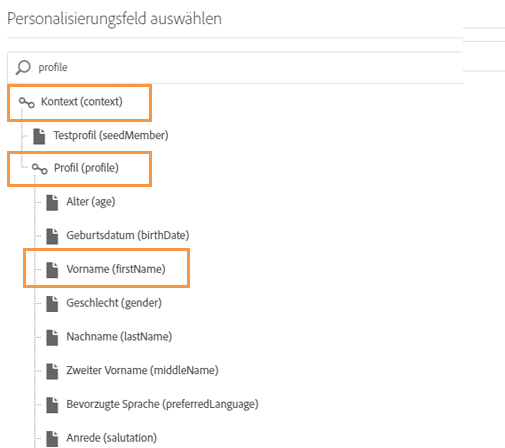 Personalisierungsfeld auswählen
profile
Kontext (context)
Testprofil (seedMember)
Profil (profile)
Alter (age)
Geburtsdatum (birthDate)
Vorname (firstName)
Geschlecht (gender)
Nachname (lastName)
Zweiter Vorname (middleName)
Bevorzugte Sprache (preferredLanguage)
Anrede (salutation)